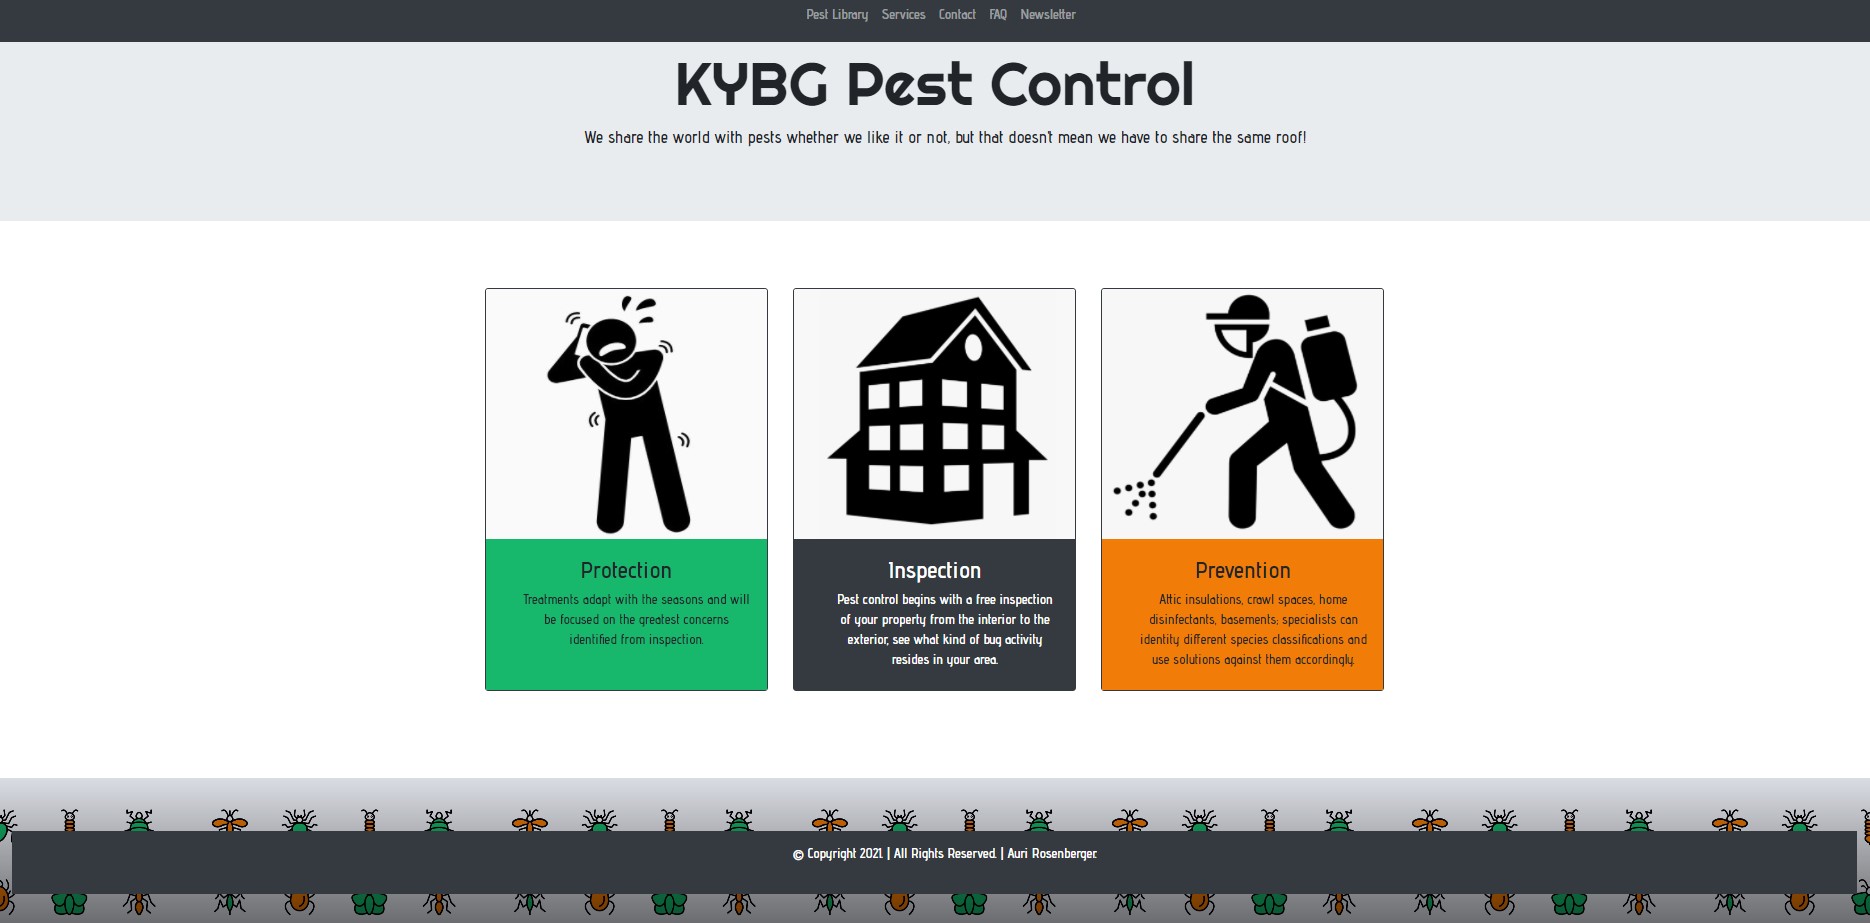 Pest Library Services Contact FAQ Newsletter
KYBG Pest Control
We share the world with pests whether we like it or not, but that doesn't mean we have to share the same roof!
Protection
Treatments adapt with the seasons and will
be focused on the greatest concerns
identified from inspection.
Inspection
Pest control begins with a free inspection
of your property from the interior to the
exterior, see what kind of bug activity
resides in your area.
Prevention
Attic insulations, crawl spaces, home
disinfectants, basements; specialists can
identity different species classifications and
use solutions against them accordingly.
© Copyright 2021. | All Rights Reserved. | Auri Rosenberger.